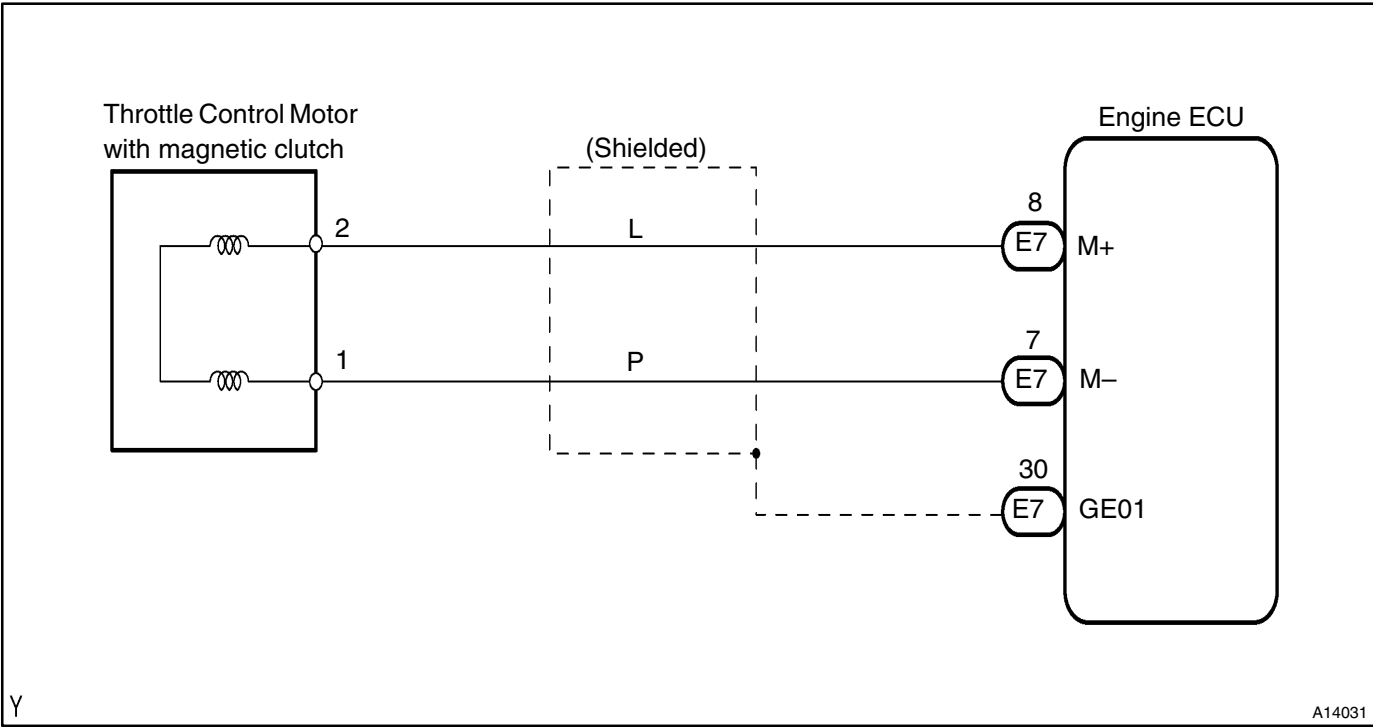 Throttle Control Motor
with magnetic clutch
(Shielded)
Engine ECU
2
L
8
E7
M+
1
P
7
E7
M–
30
E7
GE01
Y
A14031